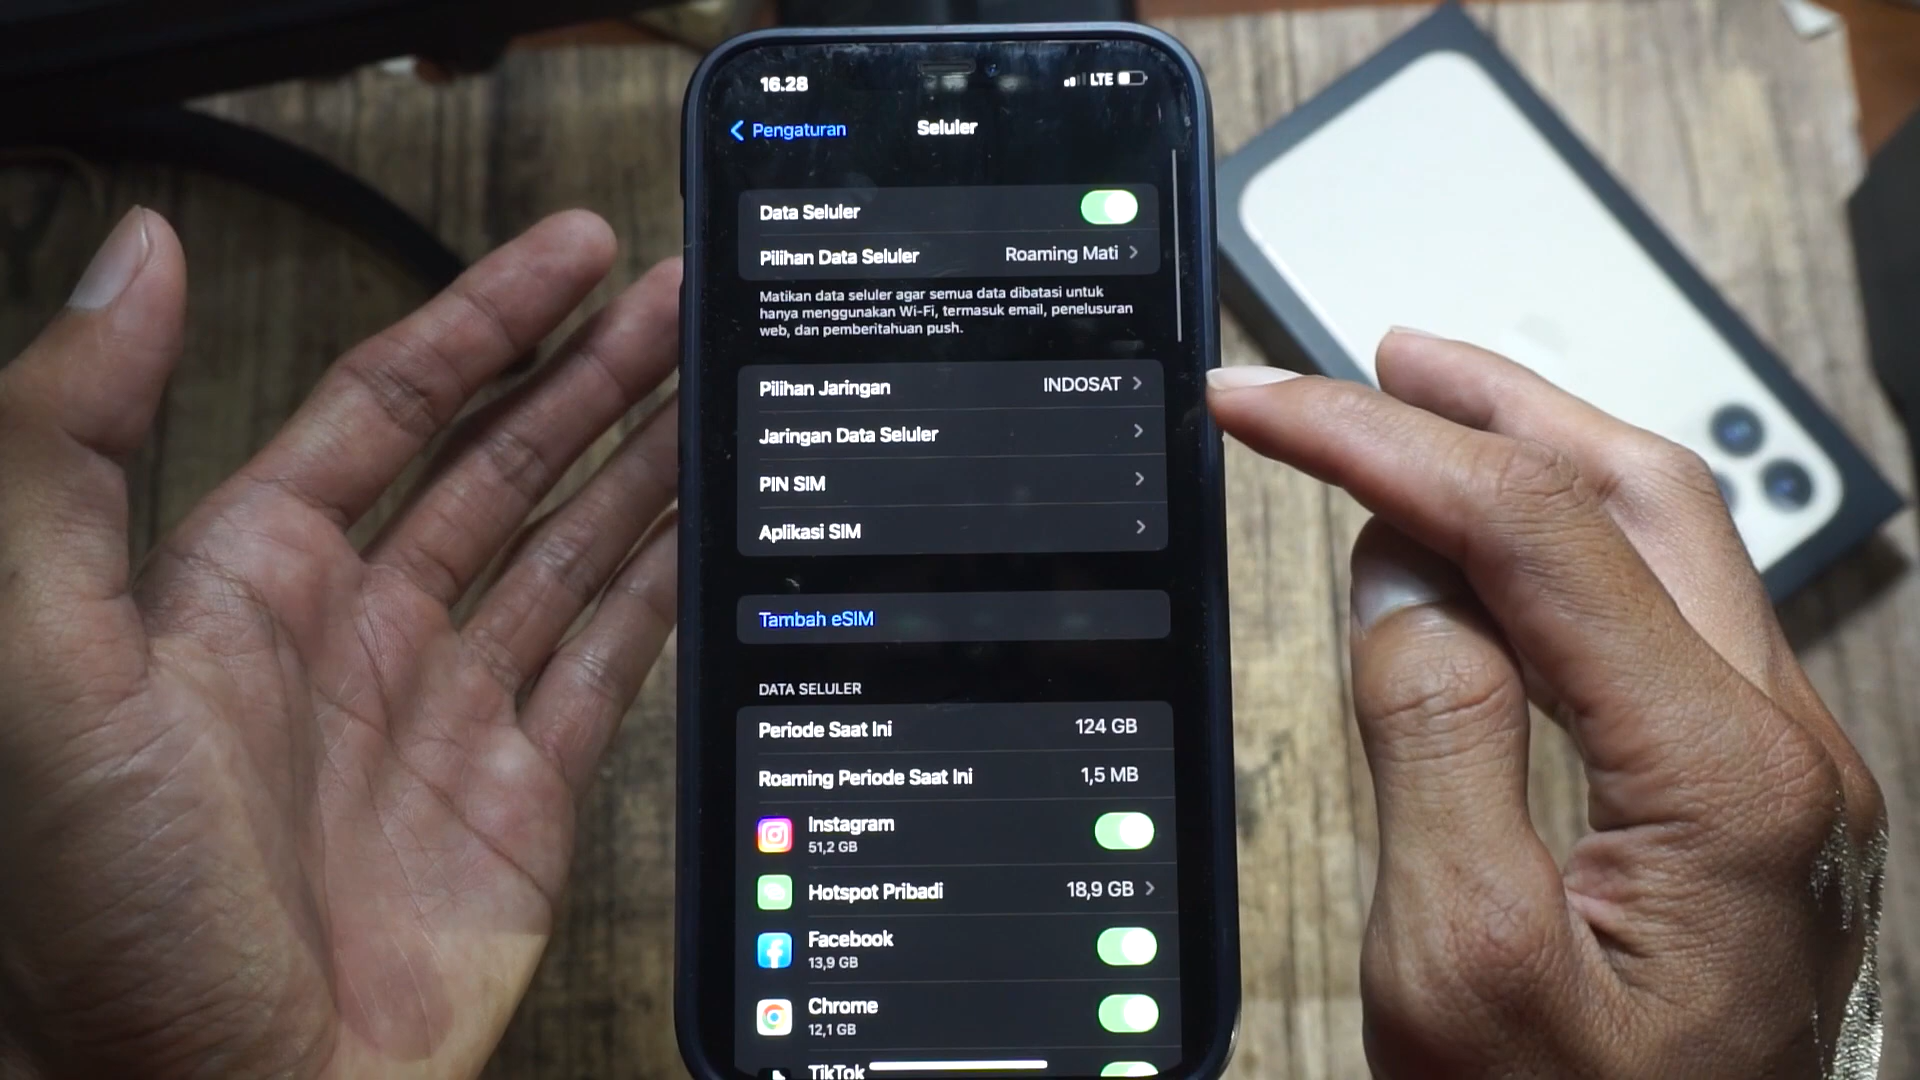 16.28
LTE
Pengaturan
Seluler
Data Seluler
Pilihan Data Seluler Roaming Mati
Matikan data seluler agar semua data dibatasi untuk
hanya menggunakan Wi-Fi, termasuk email, penelusuran
web, dan pemberitahuan push.
Pilihan Jaringan INDOSAT
Jaringan Data Seluler
PIN SIM
Aplikasi SIM
Tambah eSIM
DATA SELULER
Periode Saat Ini 124 GB
Roaming Periode Saat Ini 1,5 MB
Instagram
51,2 GB
Hotspot Pribadi 18,9 GB
Facebook
13,9 GB
Chrome
12,1 GB
TikTok